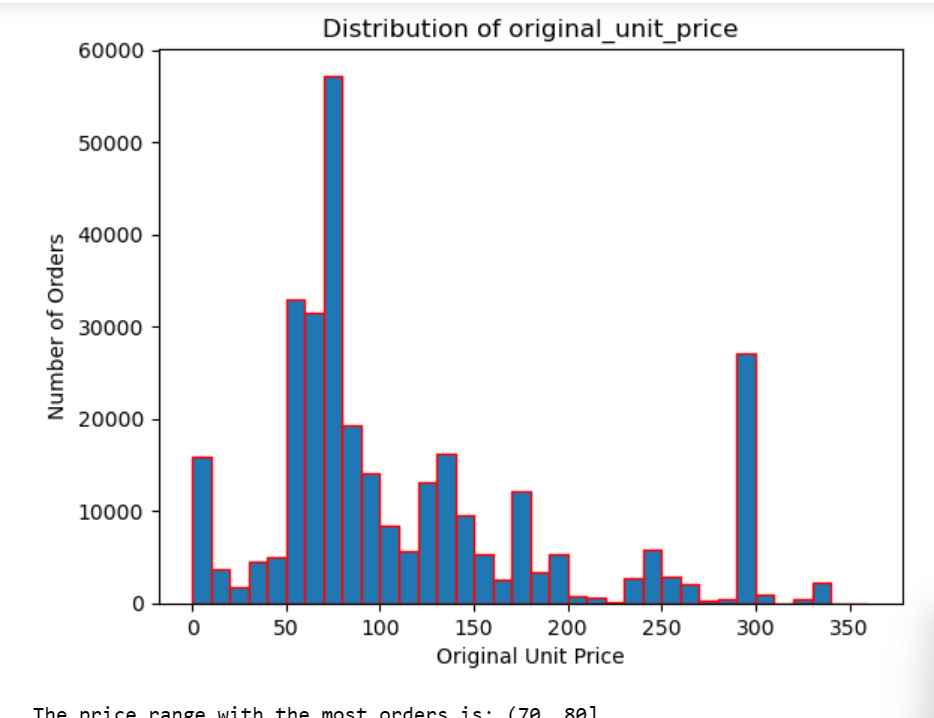 Distribution of original_unit_price
60000
50000
40000
30000
20000
10000
0
Number of Orders
0 50 100 150 200 250 300 350
Original Unit Price
The price range with the most orders is: (70, 80]